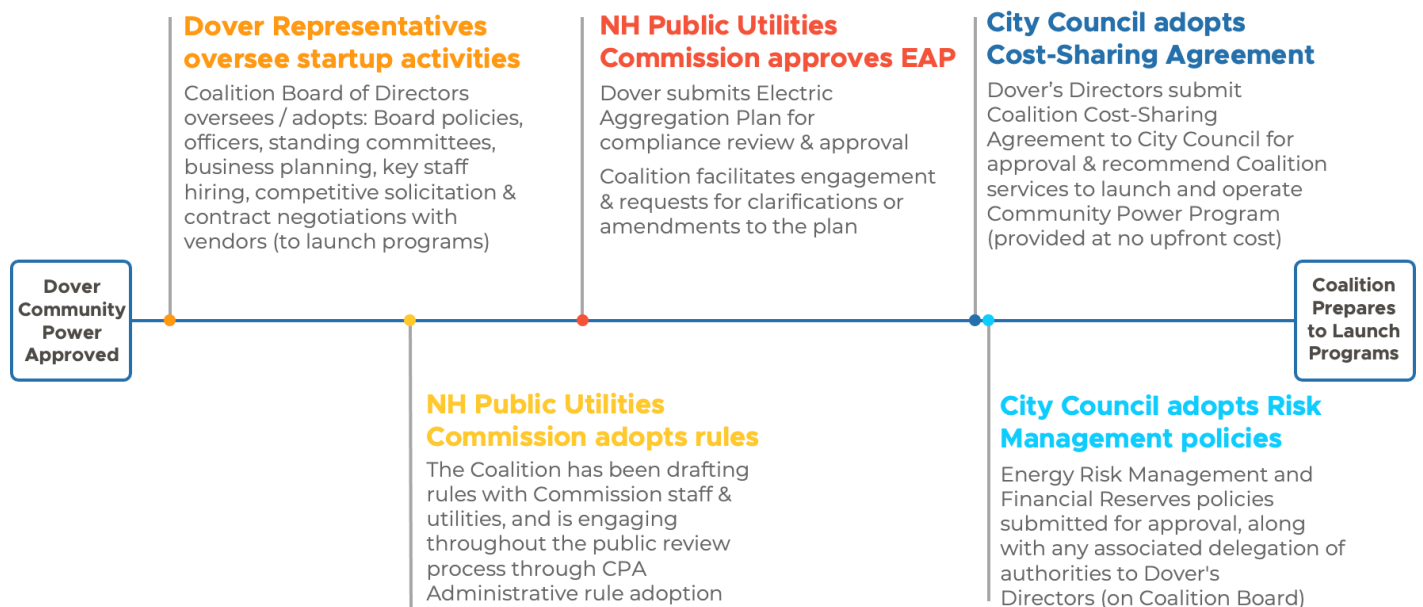 Dover Representatives
oversee startup activities
Coalition Board of Directors
oversees / adopts: Board policies,
officers, standing committees,
business planning, key staff
hiring, competitive solicitation &
contract negotiations with
vendors (to launch programs)
NH Public Utilities
Commission approves EAP
Dover submits Electric
Aggregation Plan for
compliance review & approval
Coalition facilitates engagement
& requests for clarifications or
amendments to the plan
City Council adopts
Cost-Sharing Agreement
Dover’s Directors submit
Coalition Cost-Sharing
Agreement to City Council for
approval & recommend Coalition
services to launch and operate
Community Power Program
(provided at no upfront cost)
Dover
Community
Power
Approved
Coalition
Prepares
to Launch
Programs
NH Public Utilities
Commission adopts rules
The Coalition has been drafting
rules with Commission staff &
utilities, and is engaging
throughout the public review
process through CPA
Administrative rule adoption
City Council adopts Risk
Management policies
Energy Risk Management and
Financial Reserves policies
submitted for approval, along
with any associated delegation of
authorities to Dover's
Directors (on Coalition Board)